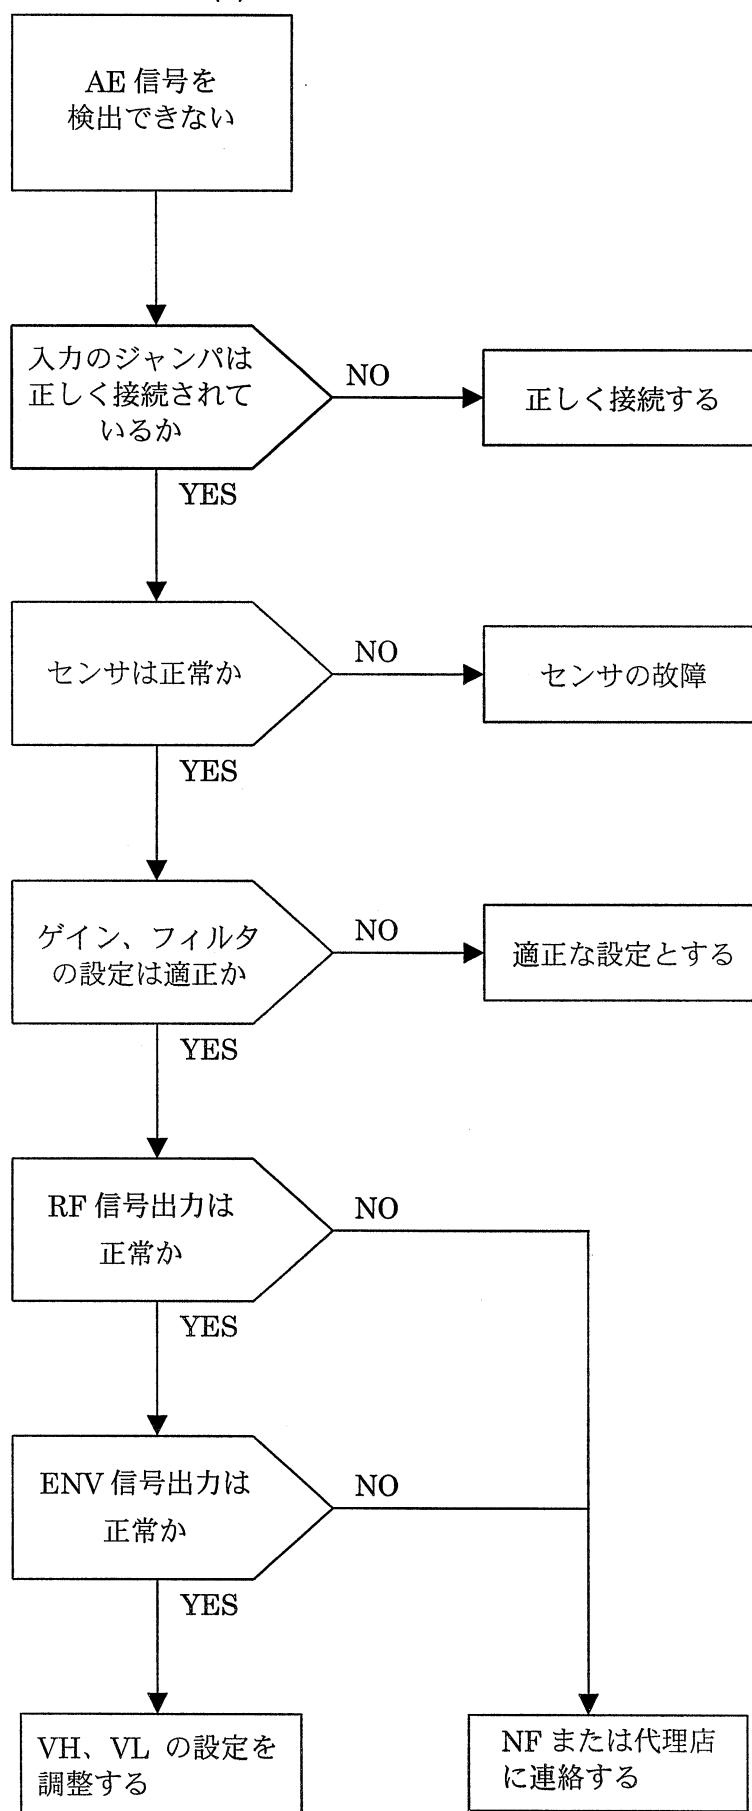 AE 信号を
検出できない
入力のジャンパは
正しく接続されて
いるか
NO
正しく接続する
YES
センサは正常か
NO
センサの故障
YES
ゲイン、フィルタ
の設定は適正か
NO
適正な設定とする
YES
RF 信号出力は
正常か
NO
YES
ENV 信号出力は
正常か
NO
YES
VH、VL の設定を
調整する
NF または代理店
に連絡する